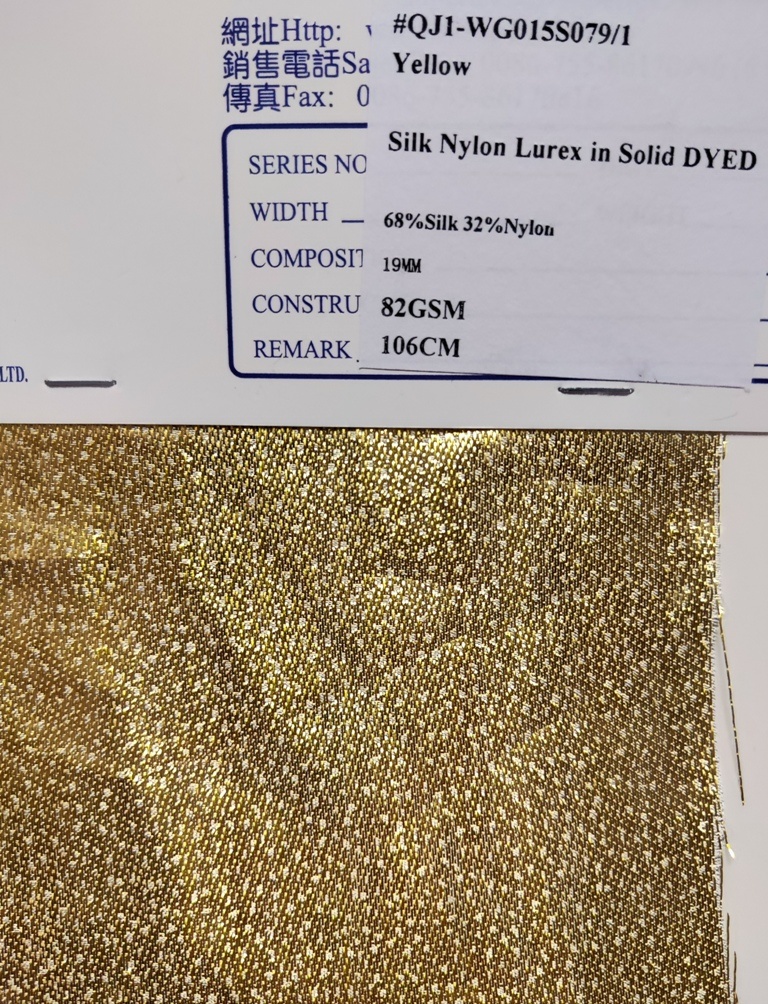 網址Http:
銷售電話Sa
傳真Fax: 0
#QJ1-WG015S079/1
Yellow
Silk Nylon Lurex in Solid DYED
68%Silk 32%Nylon
19MM
82GSM
106CM
SERIES NO
WIDTH
COMPOSIT
CONSTRU
REMARK
LTD.